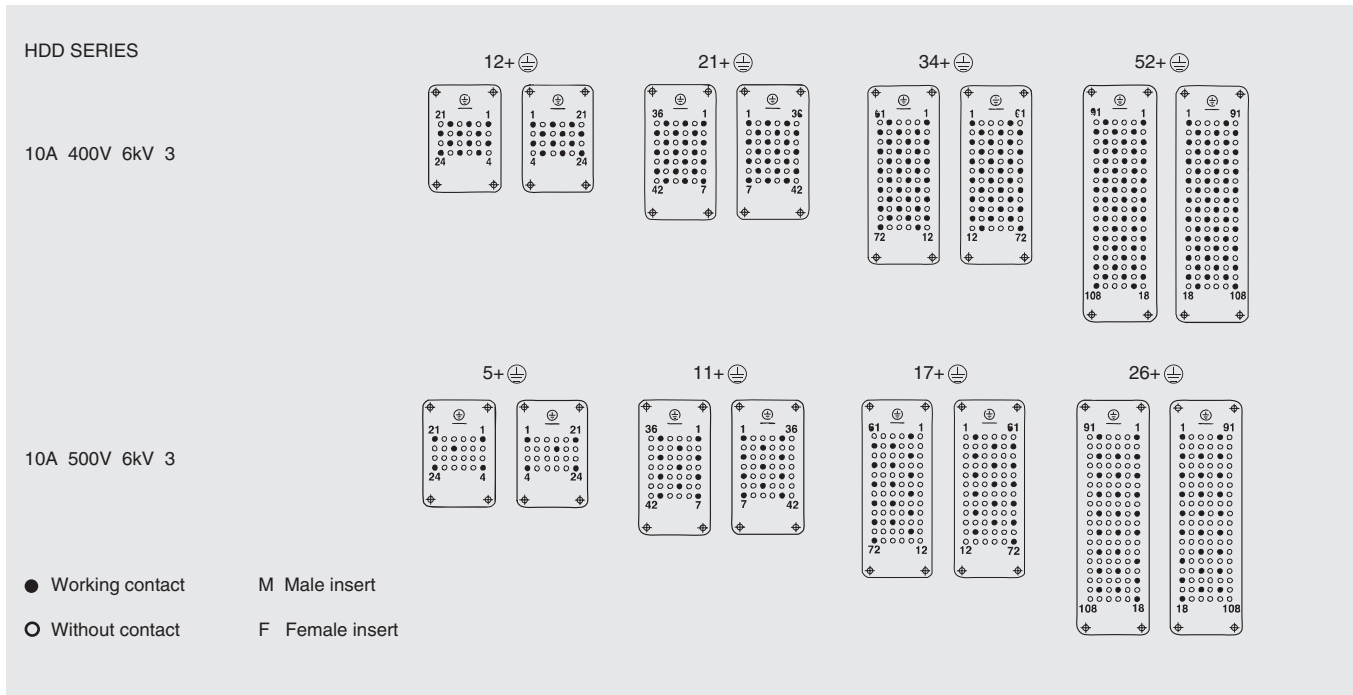 HDD SERIES
12+ 21+ 34+ 52+
21 1 1 21 36 1 1 36 61 1 1 61 91 1 1 91
10A 400V 6kV 3
24 4 4 24 42 7 7 42 72 12 12 72 108 18 18 108
5+ 11+ 17+ 26+
21 1 1 21 36 1 1 36 61 1 1 61 91 1 1 91
10A 500V 6kV 3
24 4 4 24 42 7 7 42 72 12 12 72 108 18 18 108
Working contact M Male insert
Without contact F Female insert